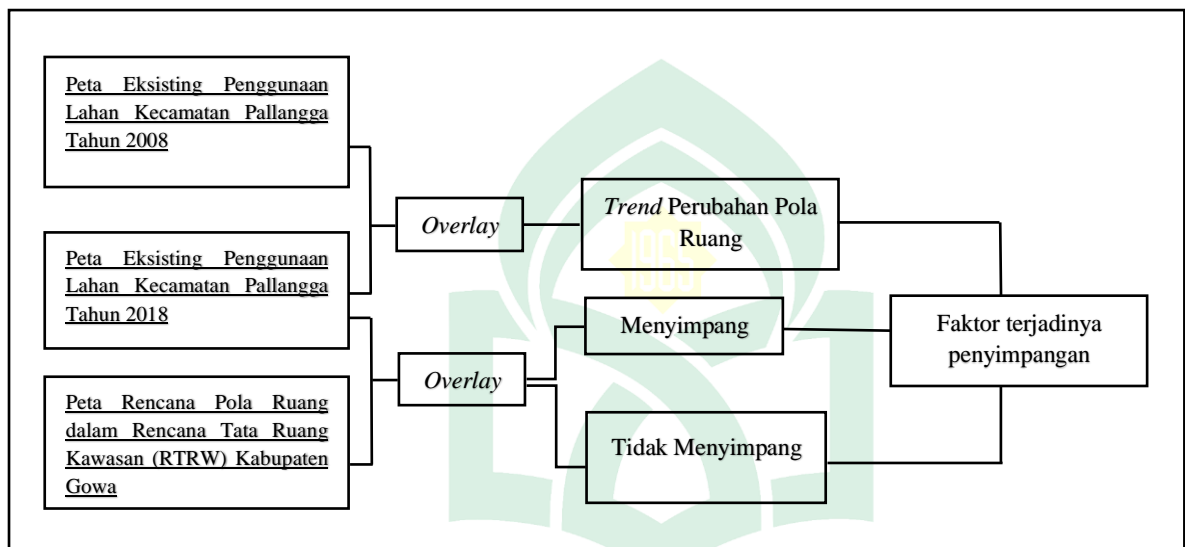 Peta Eksisting Penggunaan
Lahan Kecamatan Pallangga
Tahun 2008
Overlay
Trend Perubahan Pola
Ruang
1965
Peta Eksisting Penggunaan
Lahan Kecamatan Pallangga
Tahun 2018
Menyimpang
Faktor terjadinya
penyimpangan
Overlay
Peta Rencana Pola Ruang
dalam Rencana Tata Ruang
Kawasan (RTRW) Kabupaten
Gowa
Tidak Menyimpang